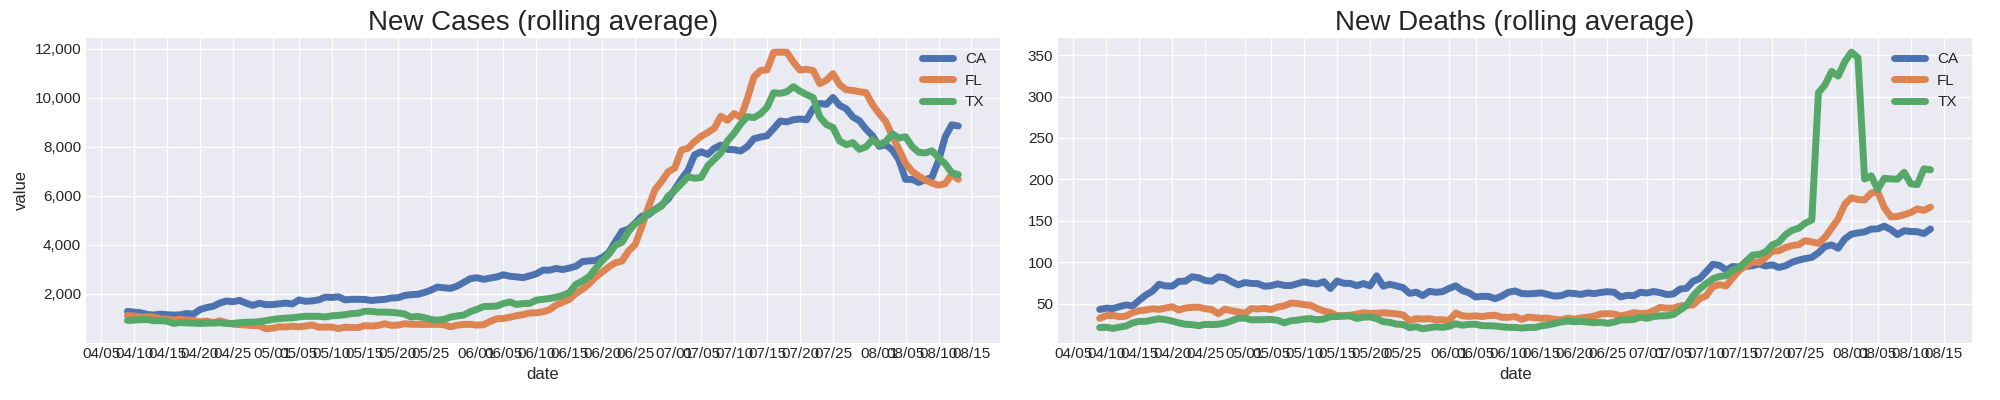 New Cases (rolling average)
12,000
10,000
8,000
6,000
4,000
2,000
value
CA
FL
TX
04/05 04/10 04/15 04/20 04/25 05/01 05/05 05/10 05/15 05/20 05/25 06/01 06/05 06/10 06/15 06/20 06/25 07/01 07/05 07/10 07/15 07/20 07/25 08/01 08/05 08/10 08/15
date
New Deaths (rolling average)
350
300
250
200
150
100
50
CA
FL
TX
04/05 04/10 04/15 04/20 04/25 05/01 05/05 05/10 05/15 05/20 05/25 06/01 06/05 06/10 06/15 06/20 06/25 07/01 07/05 07/10 07/15 07/20 07/25 08/01 08/05 08/10 08/15
date